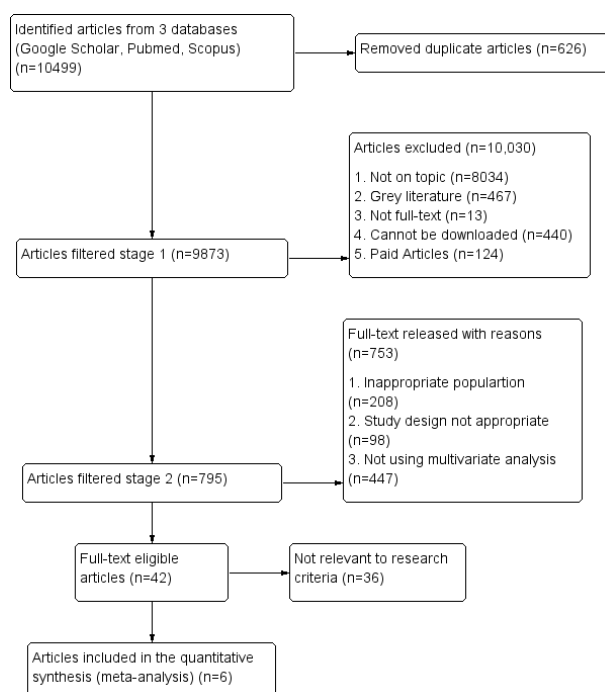 Identified articles from 3 databases
(Google Scholar, Pubmed, Scopus)
(n=10499)
Removed duplicate articles (n=626)
Articles excluded (n=10,030)
1. Not on topic (n=8034)
2. Grey literature (n=467)
3. Not full-text (n=13)
4. Cannot be downloaded (n=440)
5. Paid Articles (n=124)
Articles filtered stage 1 (n=9873)
Full-text released with reasons
(n=753)
1. Inappropriate populartion
(n=208)
2. Study design not appropriate
(n=98)
3. Not using multivariate analysis
(n=447)
Articles filtered stage 2 (n=795)
Full-text eligible
articles (n=42)
Not relevant to research
criteria (n=36)
Articles included in the quantitative
synthesis (meta-analysis) (n=6)